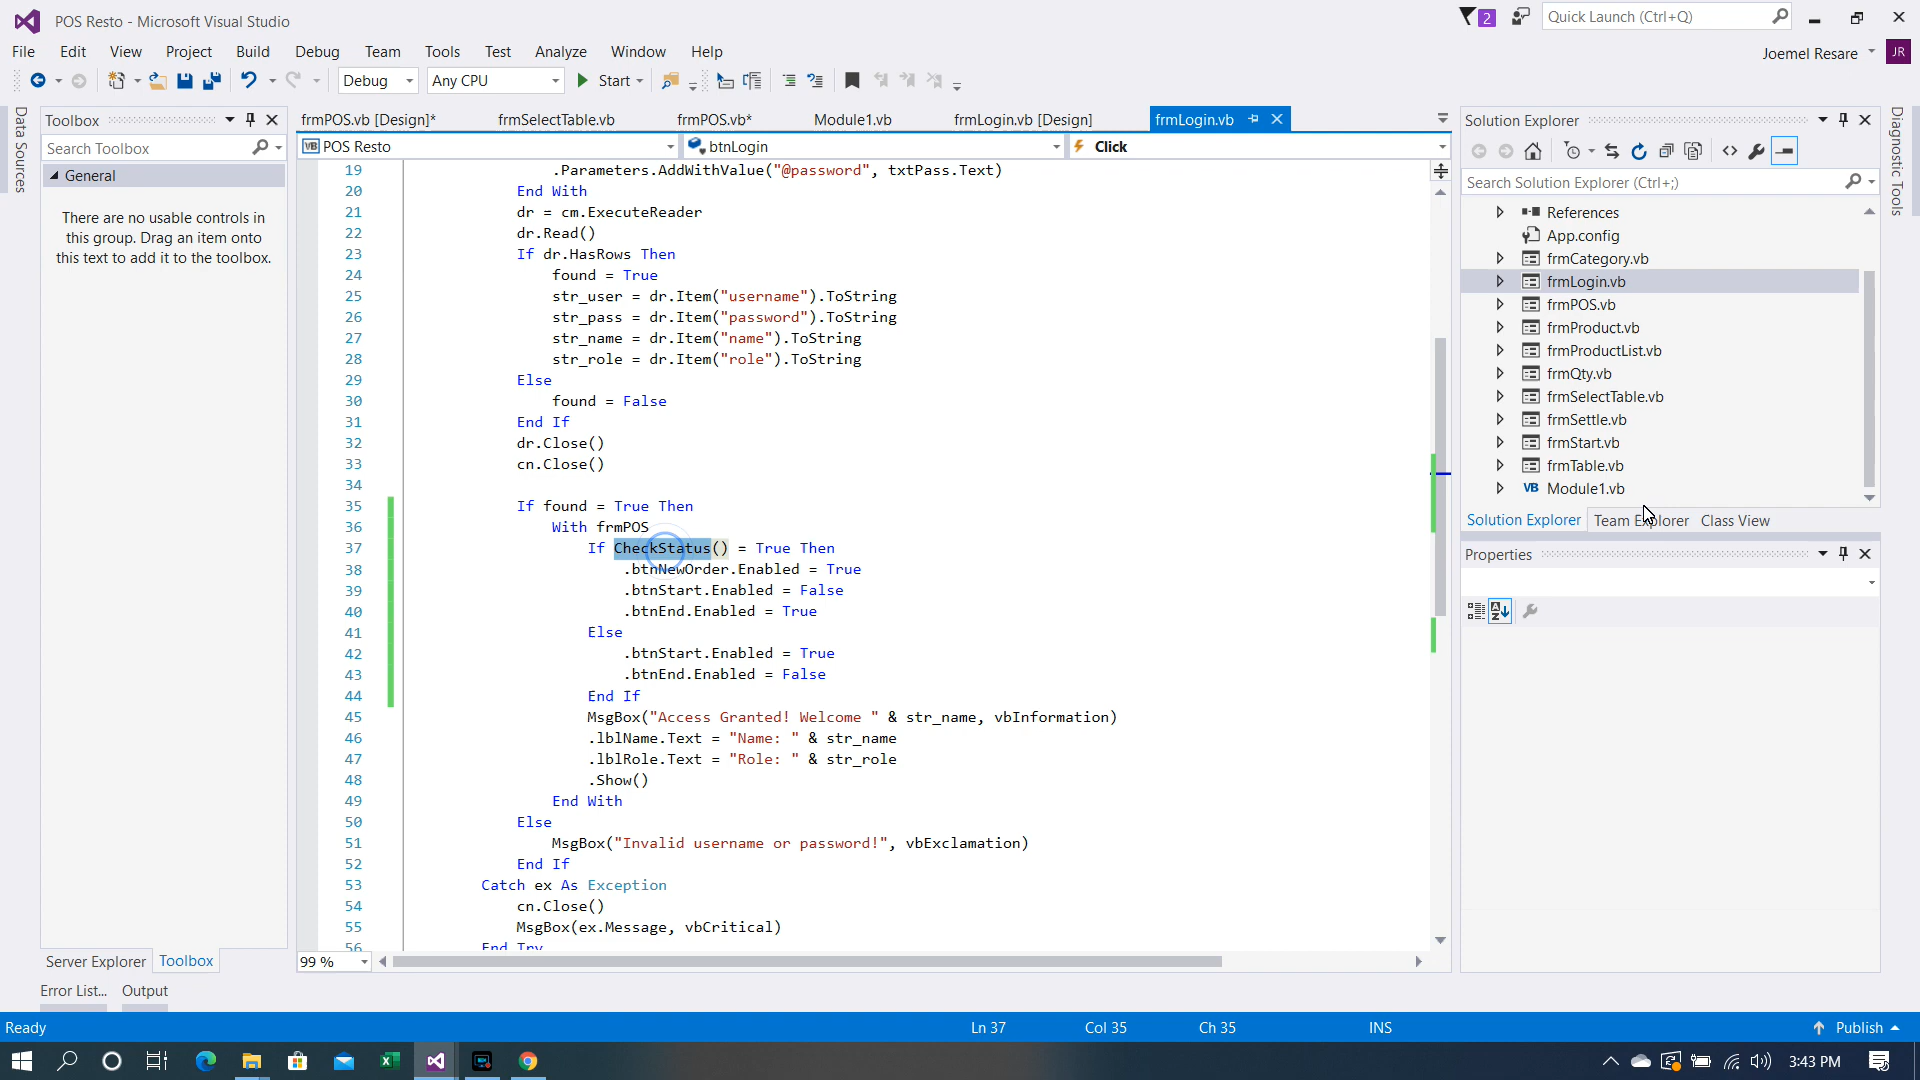 POS Resto - Microsoft Visual Studio
2
Quick Launch (Ctrl+Q)
File Edit View Project Build Debug Team Tools Test Analyze Window Help
Joemel Resare JR
Debug Any CPU Start
Data Sources
Toolbox
Search Toolbox
General
There are no usable controls in
this group. Drag an item onto
this text to add it to the toolbox.
Server Explorer Toolbox
frmPOS.vb [Design]* frmSelectTable.vb frmPOS.vb* Module1.vb frmLogin.vb [Design] frmLogin.vb
VB POS Resto btnLogin Click
19 .Parameters.AddWithValue("@password", txtPass.Text)
20 End With
21 dr = cm.ExecuteReader
22 dr.Read()
23 If dr.HasRows Then
24 found = True
25 str_user = dr.Item("username").ToString
26 str_pass = dr.Item("password").ToString
27 str_name = dr.Item("name").ToString
28 str_role = dr.Item("role").ToString
29 Else
30 found = False
31 End If
32 dr.Close()
33 cn.Close()
34
35 If found = True Then
36 With frmPOS
37 If CheckStatus() = True Then
38 .btnNewOrder.Enabled = True
39 .btnStart.Enabled = False
40 .btnEnd.Enabled = True
41 Else
42 .btnStart.Enabled = True
43 .btnEnd.Enabled = False
44 End If
45 MsgBox("Access Granted! Welcome " & str_name, vbInformation)
46 .lblName.Text = "Name: " & str_name
47 .lblRole.Text = "Role: " & str_role
48 .Show()
49 End With
50 Else
51 MsgBox("Invalid username or password!", vbExclamation)
52 End If
53 Catch ex As Exception
54 cn.Close()
55 MsgBox(ex.Message, vbCritical)
56 End Try
99 %
Solution Explorer
Search Solution Explorer (Ctrl+;)
References
App.config
frmCategory.vb
frmLogin.vb
frmPOS.vb
frmProduct.vb
frmProductList.vb
frmQty.vb
frmSelectTable.vb
frmSettle.vb
frmStart.vb
frmTable.vb
VB Module1.vb
Solution Explorer Team Explorer Class View
Properties
Diagnostic Tools
Error List... Output
Ready Ln 37 Col 35 Ch 35 INS Publish
3:43 PM